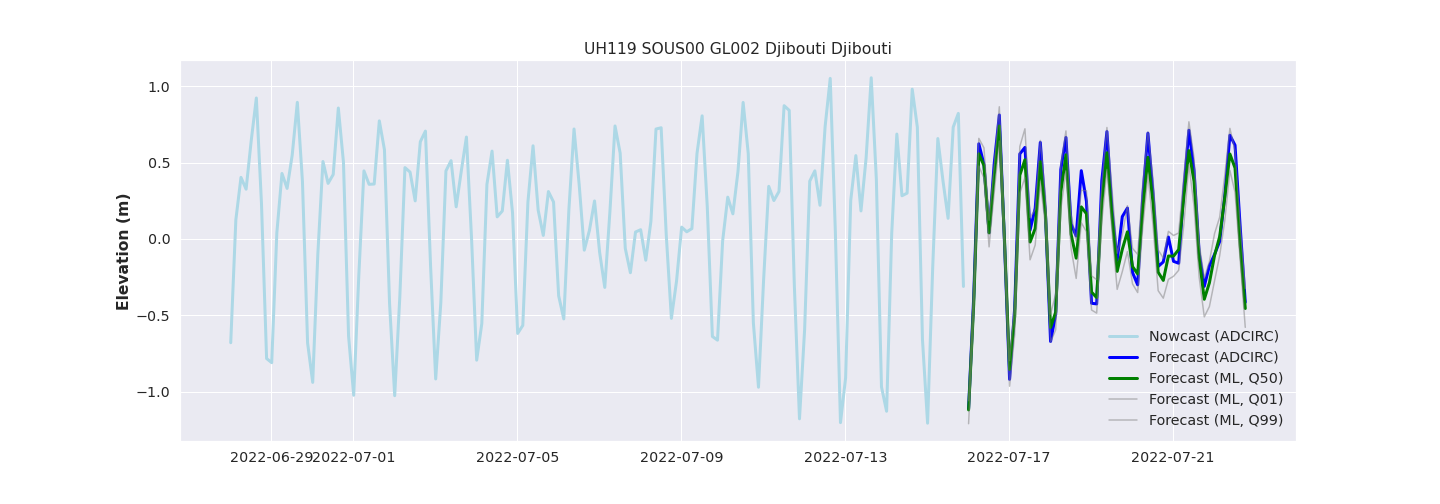 UH119 SOUS00 GL002 Djibouti Djibouti
Elevation (m)
1.0
0.5
0.0
−0.5
−1.0
Nowcast (ADCIRC)
Forecast (ADCIRC)
Forecast (ML, Q50)
Forecast (ML, Q01)
Forecast (ML, Q99)
2022-06-29 2022-07-01 2022-07-05 2022-07-09 2022-07-13 2022-07-17 2022-07-21